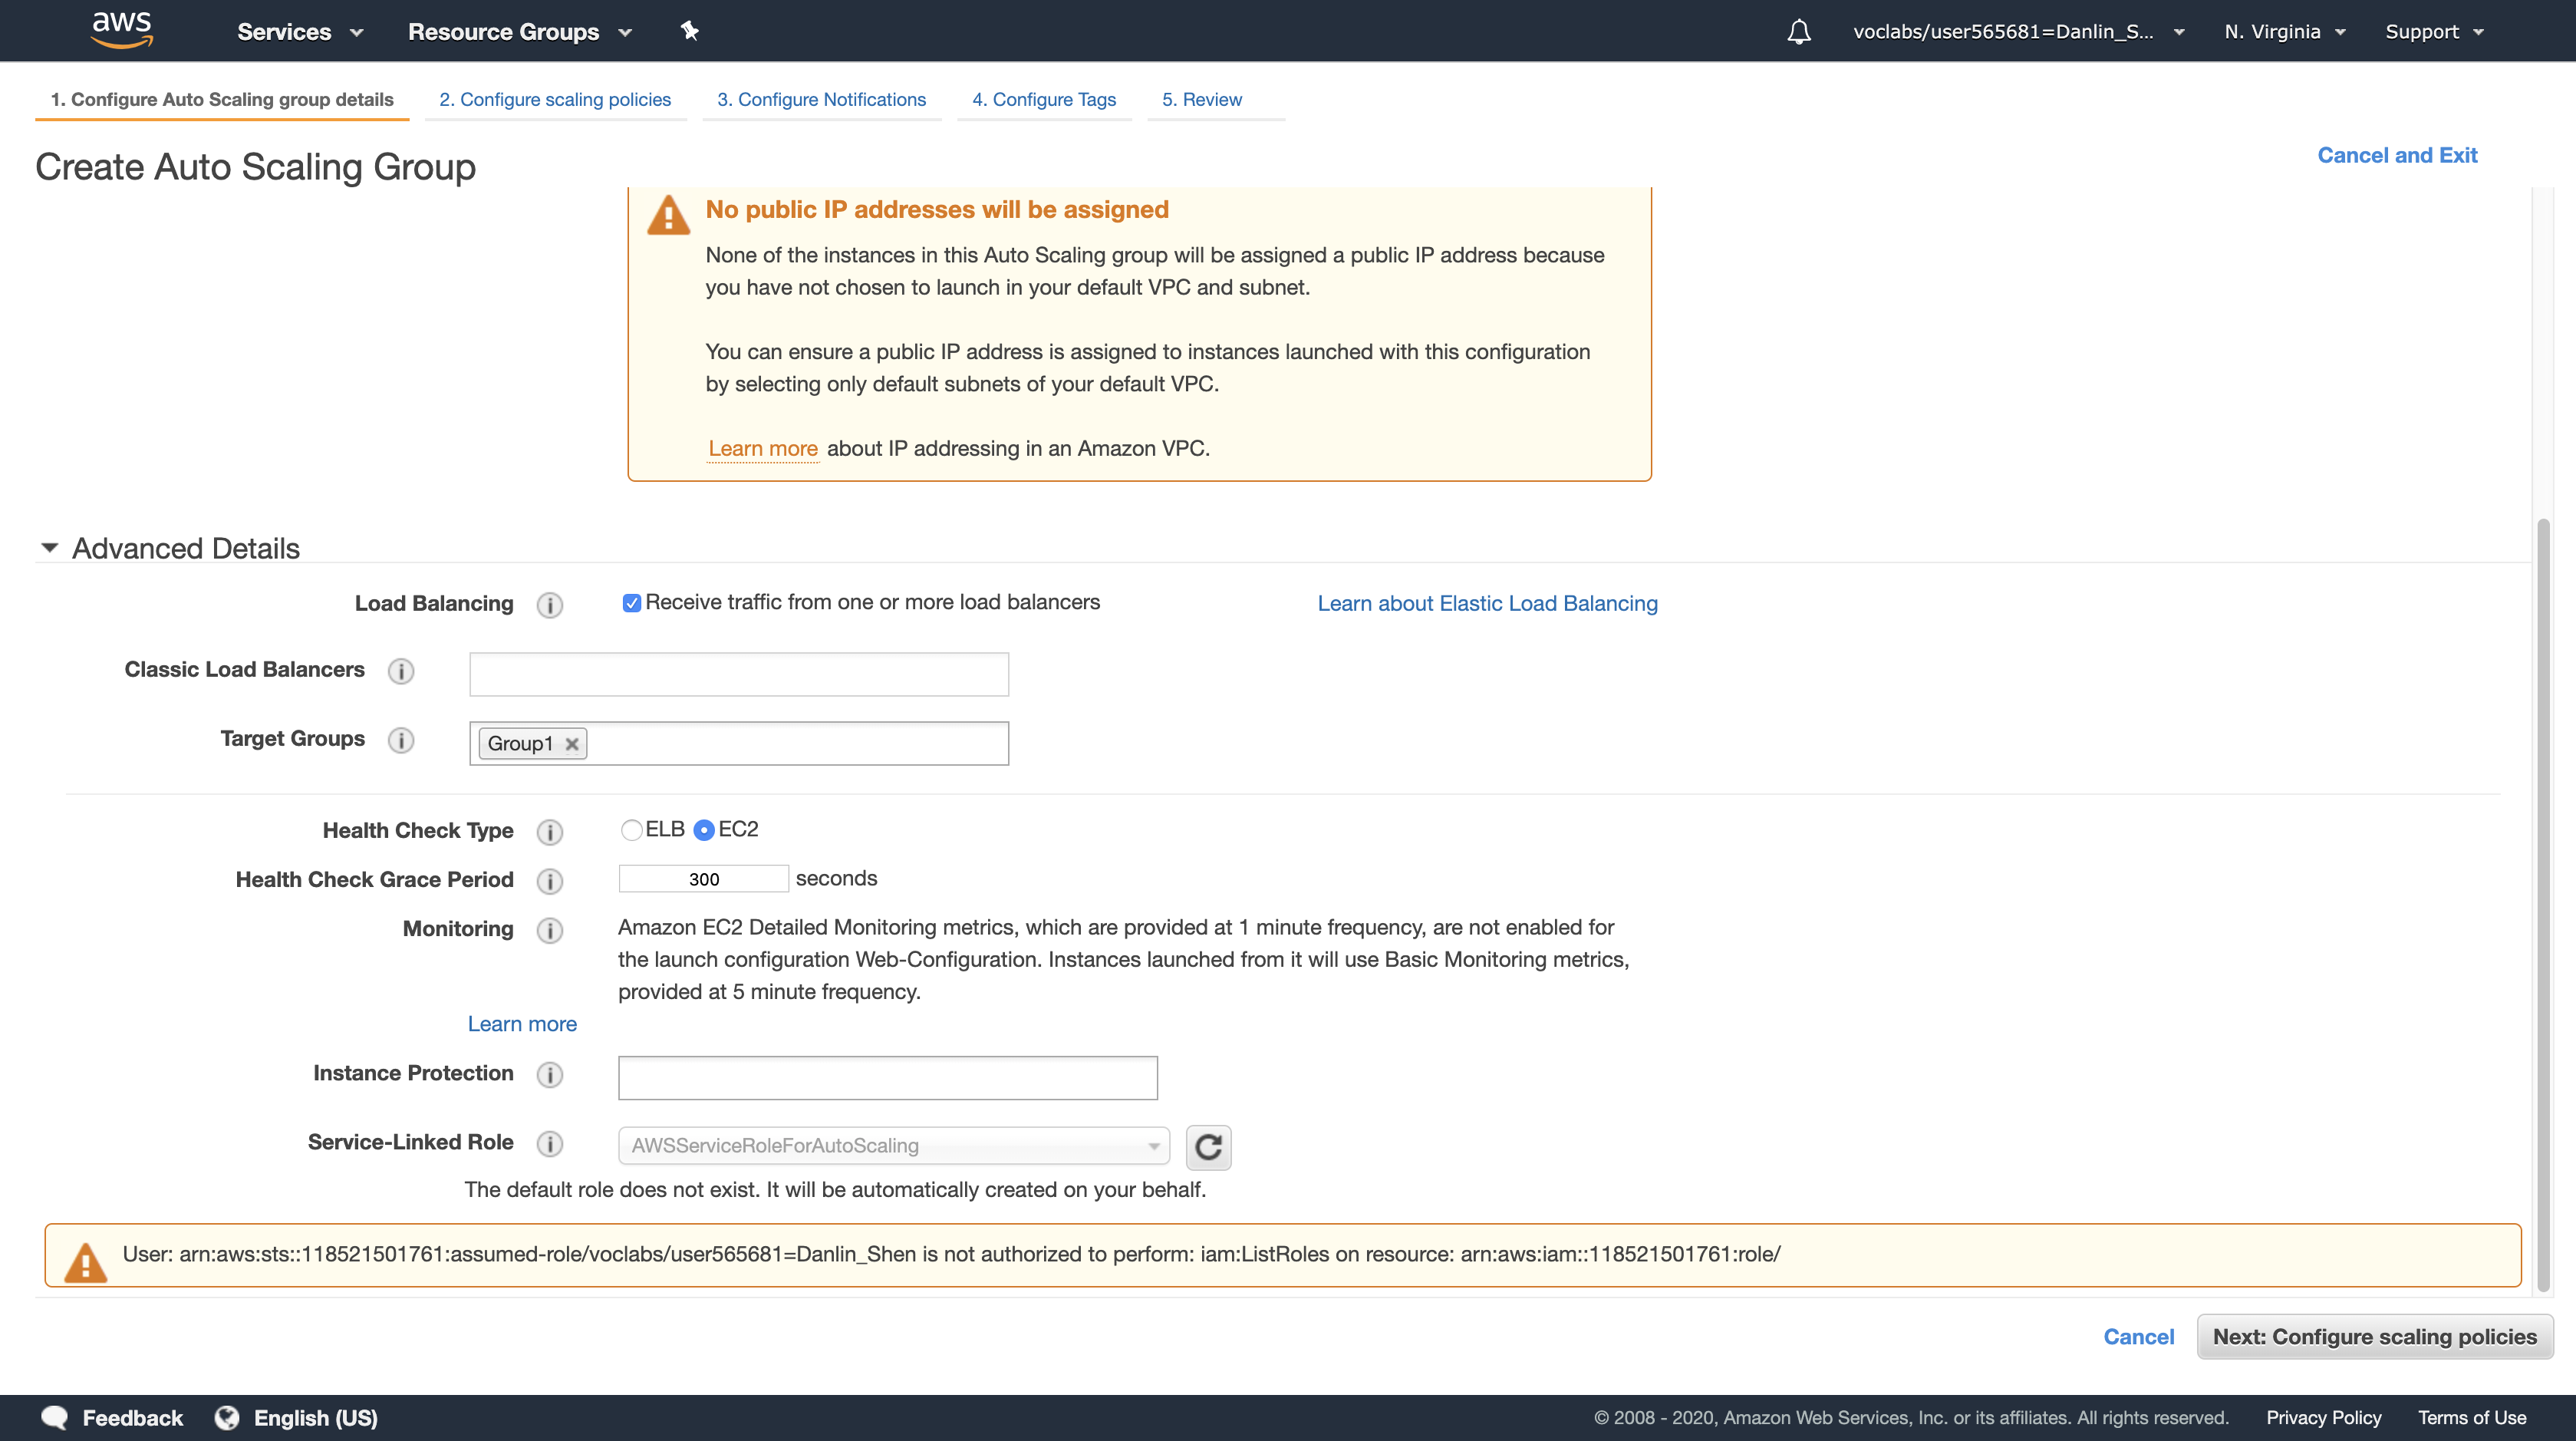 aws
Services
Resource Groups
voclabs/user565681=Danlin_S...
N. Virginia
Support
1. Configure Auto Scaling group details
2. Configure scaling policies
3. Configure Notifications
4. Configure Tags
5. Review
Create Auto Scaling Group
Cancel and Exit
No public IP addresses will be assigned
None of the instances in this Auto Scaling group will be assigned a public IP address because
you have not chosen to launch in your default VPC and subnet.
You can ensure a public IP address is assigned to instances launched with this configuration
by selecting only default subnets of your default VPC.
Learn more about IP addressing in an Amazon VPC.
Advanced Details
Load Balancing
Receive traffic from one or more load balancers
Learn about Elastic Load Balancing
Classic Load Balancers
Target Groups
Group1
Health Check Type
ELB EC2
Health Check Grace Period
300 seconds
Monitoring
Amazon EC2 Detailed Monitoring metrics, which are provided at 1 minute frequency, are not enabled for
the launch configuration Web-Configuration. Instances launched from it will use Basic Monitoring metrics,
provided at 5 minute frequency.
Learn more
Instance Protection
Service-Linked Role
AWSServiceRoleForAutoScaling
The default role does not exist. It will be automatically created on your behalf.
User: arn:aws:sts::118521501761:assumed-role/voclabs/user565681=Danlin_Shen is not authorized to perform: iam:ListRoles on resource: arn:aws:iam::118521501761:role/
Cancel
Next: Configure scaling policies
Feedback
English (US)
© 2008 - 2020, Amazon Web Services, Inc. or its affiliates. All rights reserved.
Privacy Policy
Terms of Use